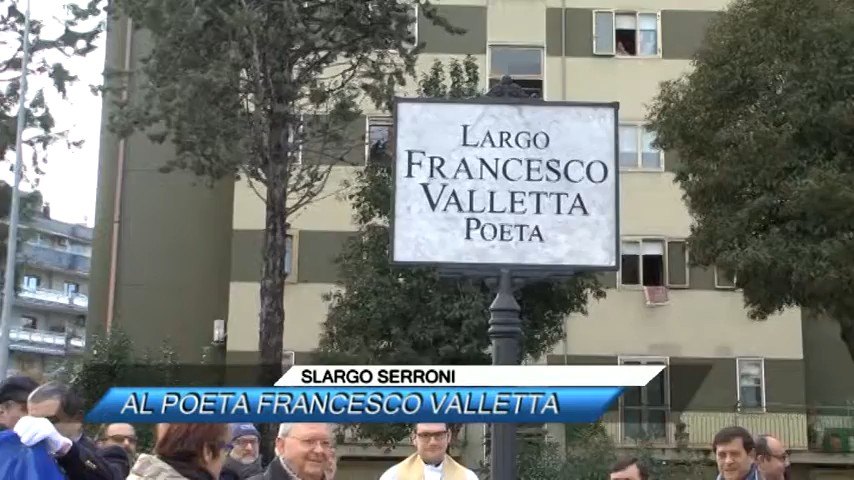 LARGO
FRANCESCO
VALLETTA
POETA
SLARGO SERRONI
AL POETA FRANCESCO VALLETTA